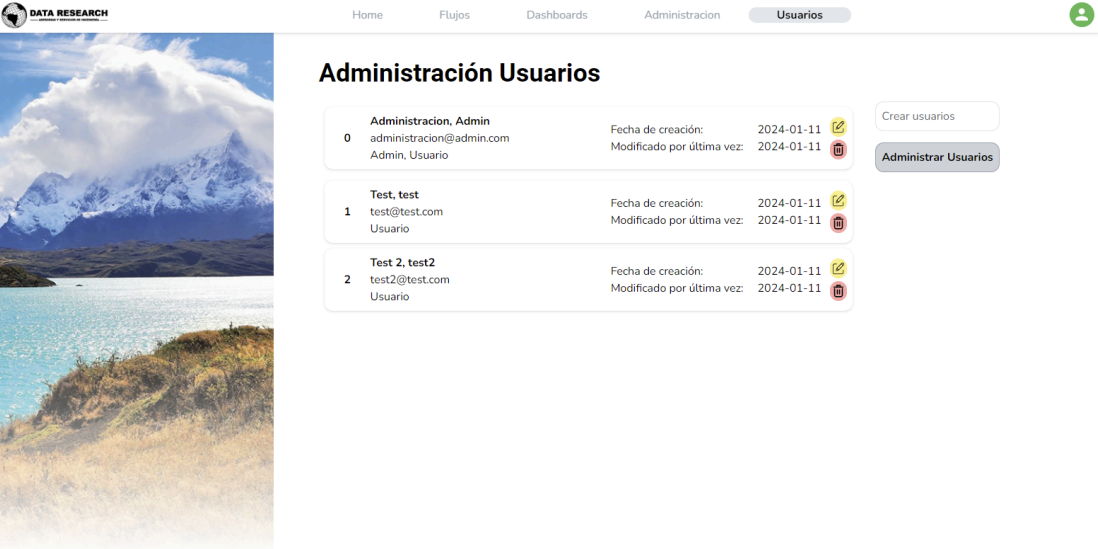 DATA RESEARCH
Home Flujos Dashboards Administracion Usuarios
Administración Usuarios
0
Administracion, Admin
administracion@admin.com
Admin, Usuario
Fecha de creación: 2024-01-11
Modificado por última vez: 2024-01-11
1
Test, test
test@test.com
Usuario
Fecha de creación: 2024-01-11
Modificado por última vez: 2024-01-11
2
Test 2, test2
test2@test.com
Usuario
Fecha de creación: 2024-01-11
Modificado por última vez: 2024-01-11
Crear usuarios
Administrar Usuarios